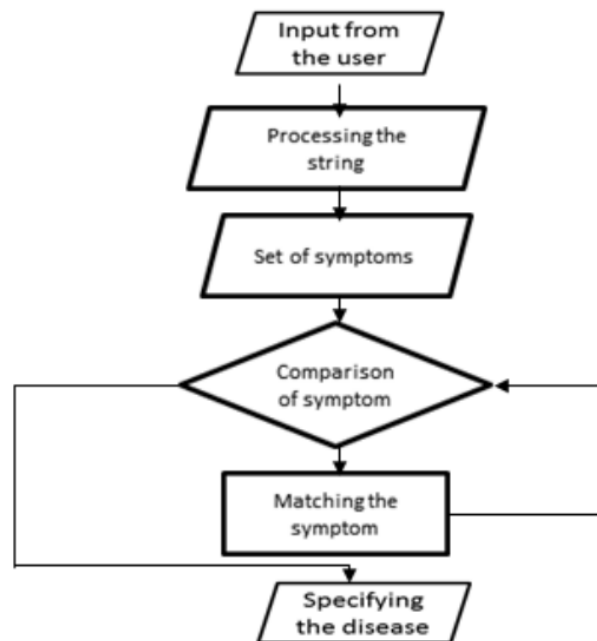 Input from
the user
Processing the
string
Set of symptoms
Comparison
of symptom
Matching the
symptom
Specifying
the disease